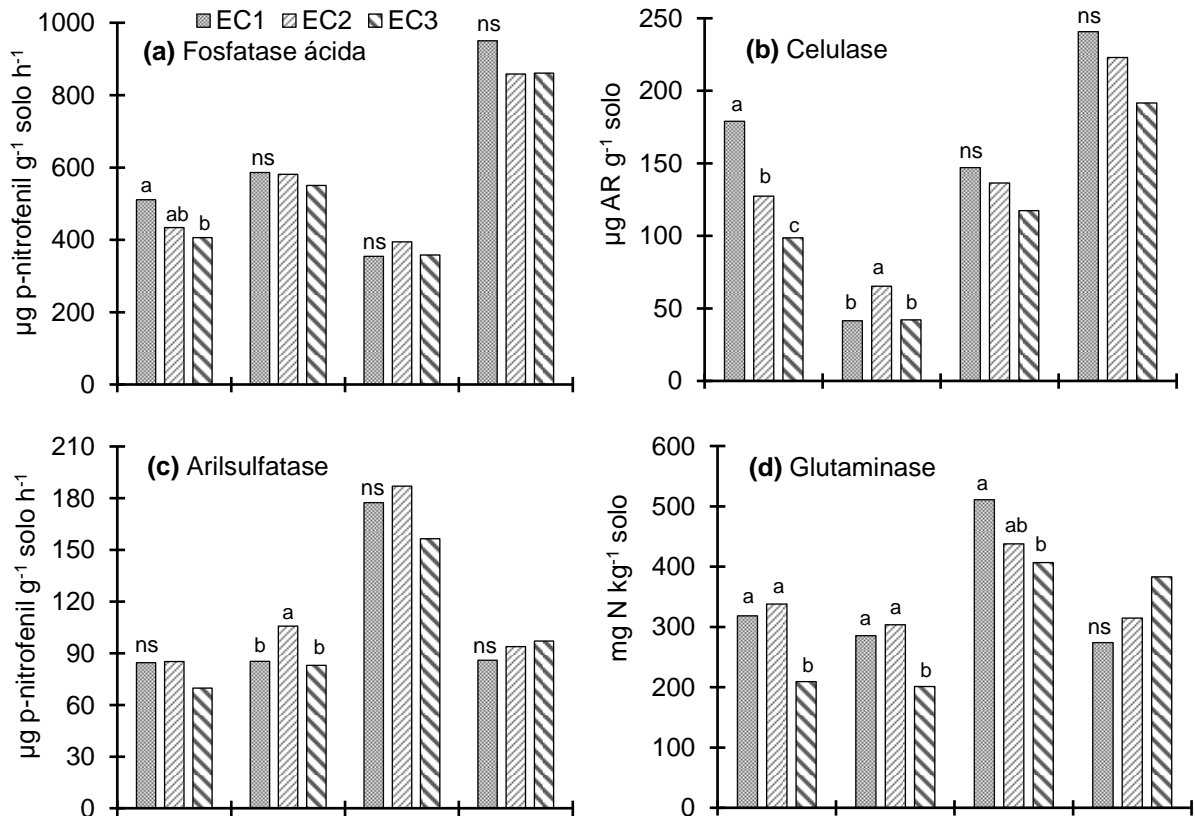 EC1 EC2 EC3
(a) Fosfatase ácida
µg p-nitrofenil g⁻¹ solo h⁻¹
1000
800
600
400
200
0
a ab b
ns
ns
ns
(b) Celulase
µg AR g⁻¹ solo
250
200
150
100
50
0
a b c
b a b
ns
ns
(c) Arilsulfatase
µg p-nitrofenil g⁻¹ solo h⁻¹
210
180
150
120
90
60
30
0
ns
b a b
ns
ns
(d) Glutaminase
mg N kg⁻¹ solo
600
500
400
300
200
100
0
a a b
a a b
a ab b
ns